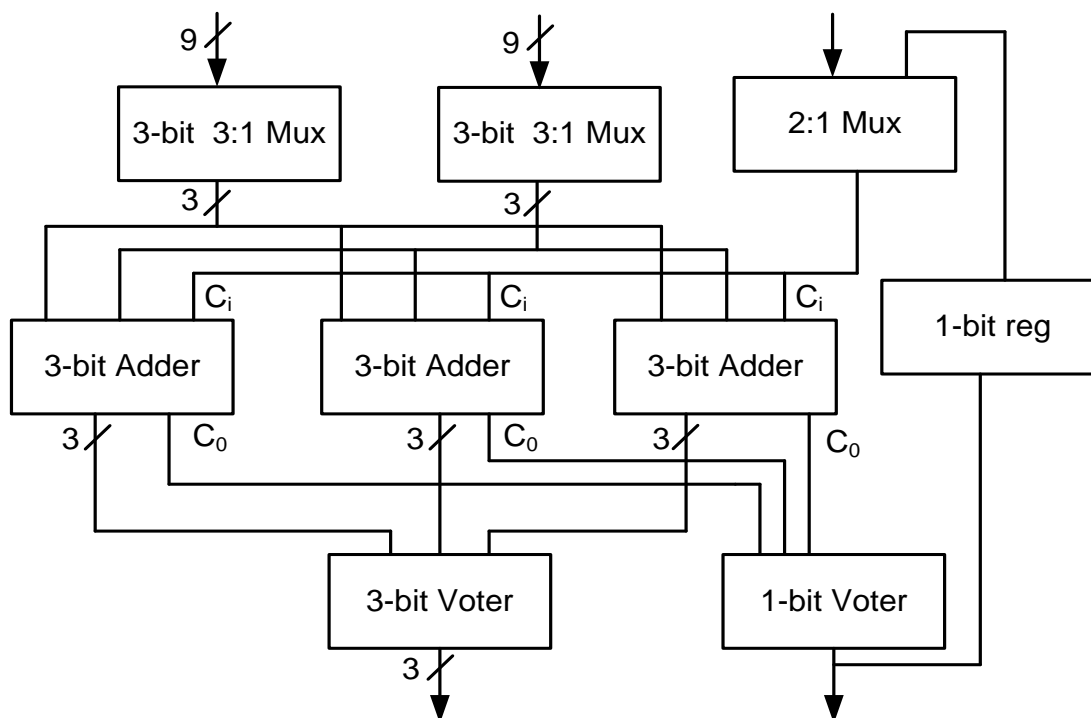 9
9
3-bit 3:1 Mux
3-bit 3:1 Mux
2:1 Mux
3
3
Ci
Ci
Ci
1-bit reg
3-bit Adder
3-bit Adder
3-bit Adder
3
C0
3
C0
3
C0
3-bit Voter
1-bit Voter
3